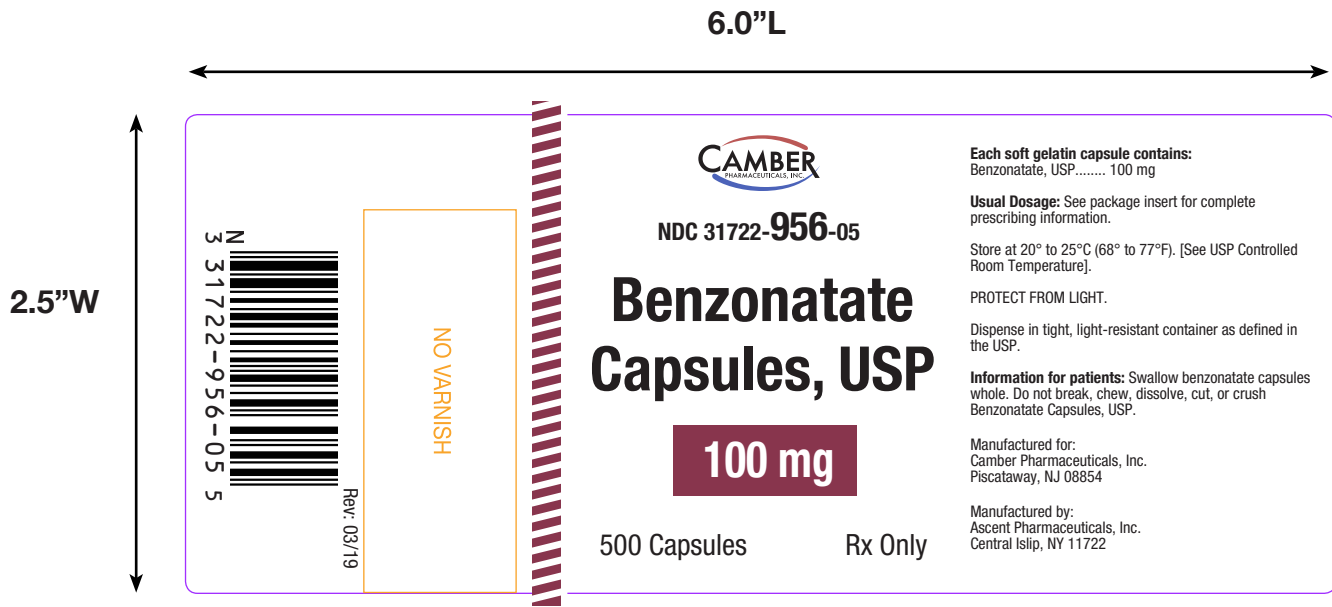 6.0”L
2.5”W
N
3 31722-956-05 5
Rev: 03/19
NO VARNISH
CAMBER
PHARMACEUTICALS, INC.
NDC 31722-956-05
Benzonatate
Capsules, USP
100 mg
500 Capsules Rx Only
Each soft gelatin capsule contains:
Benzonatate, USP........ 100 mg
Usual Dosage: See package insert for complete
prescribing information.
Store at 20° to 25°C (68° to 77°F). [See USP Controlled
Room Temperature].
PROTECT FROM LIGHT.
Dispense in tight, light-resistant container as defined in
the USP.
Information for patients: Swallow benzonatate capsules
whole. Do not break, chew, dissolve, cut, or crush
Benzonatate Capsules, USP.
Manufactured for:
Camber Pharmaceuticals, Inc.
Piscataway, NJ 08854
Manufactured by:
Ascent Pharmaceuticals, Inc.
Central Islip, NY 11722